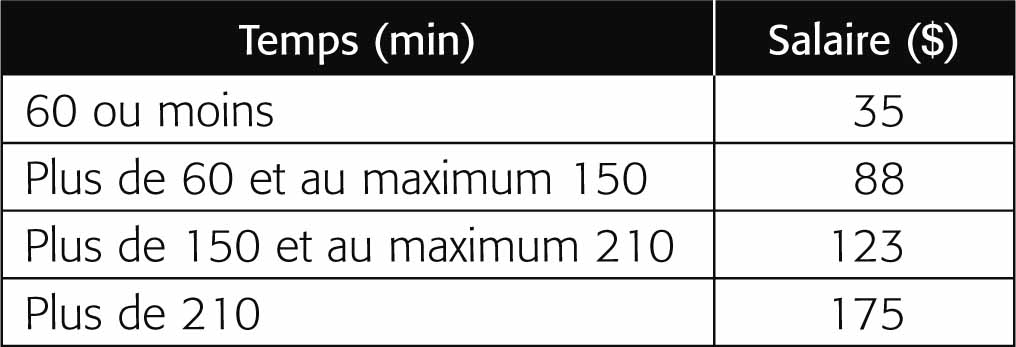 Temps (min) Salaire ($)
60 ou moins 35
Plus de 60 et au maximum 150 88
Plus de 150 et au maximum 210 123
Plus de 210 175